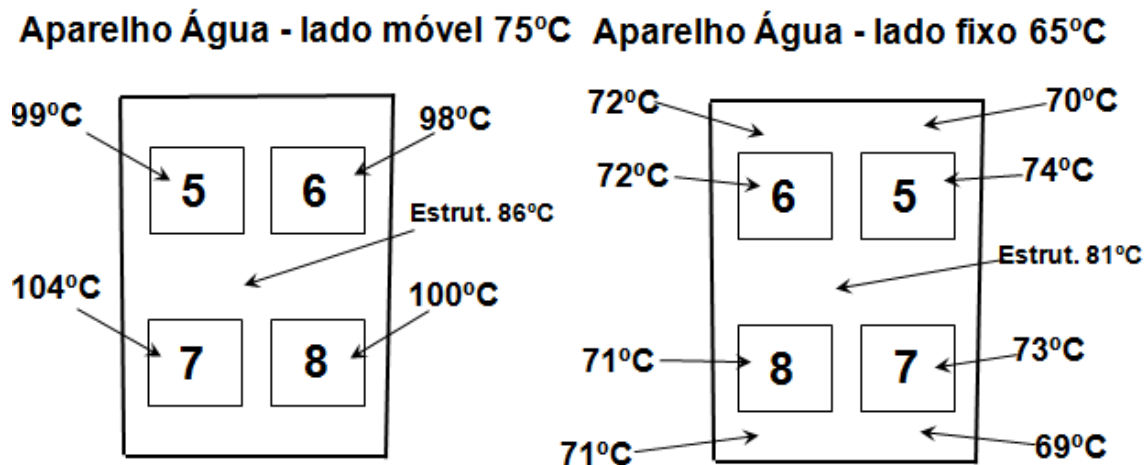 Aparelho Água - lado móvel 75ºC
99ºC
98ºC
5
6
Estrut. 86ºC
104ºC
100ºC
7
8
Aparelho Água - lado fixo 65ºC
72ºC
70ºC
72ºC
74ºC
6
5
Estrut. 81ºC
71ºC
73ºC
8
7
71ºC
69ºC